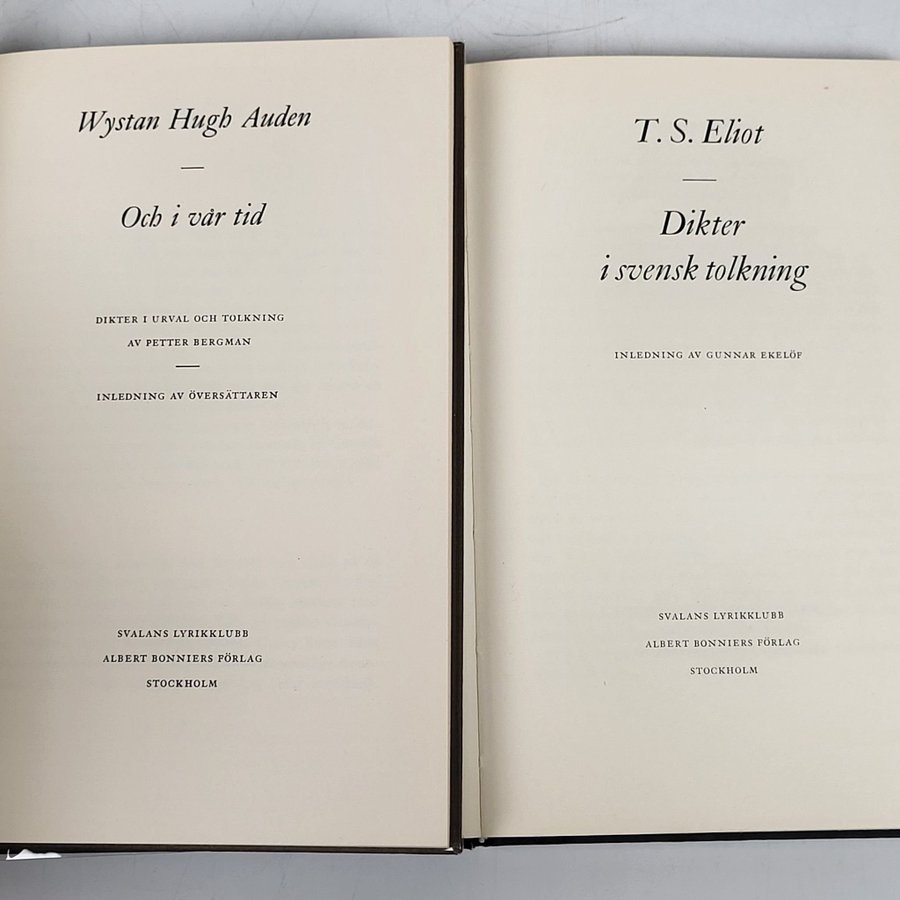 Wystan Hugh Auden
Och i vår tid
DIKTER I URVAL OCH TOLKNING
AV PETTER BERGMAN
INLEDNING AV ÖVERSÄTTAREN
SVALANS LYRIKKLUBB
ALBERT BONNIERS FÖRLAG
STOCKHOLM
T. S. Eliot
Dikter
i svensk tolkning
INLEDNING AV GUNNAR EKELÖF
SVALANS LYRIKKLUBB
ALBERT BONNIERS FÖRLAG
STOCKHOLM